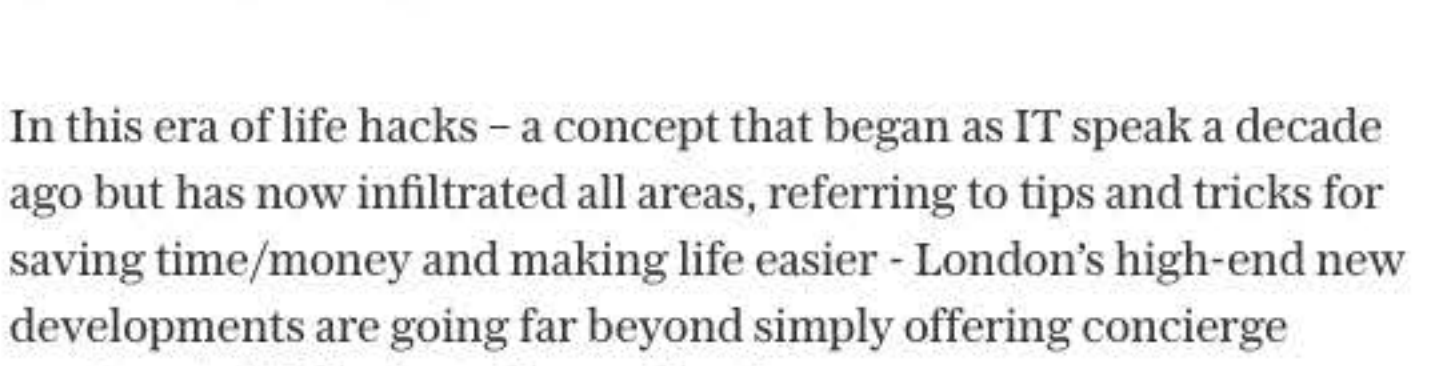 In this era of life hacks – a concept that began as IT speak a decade
ago but has now infiltrated all areas, referring to tips and tricks for
saving time/money and making life easier - London’s high-end new
developments are going far beyond simply offering concierge